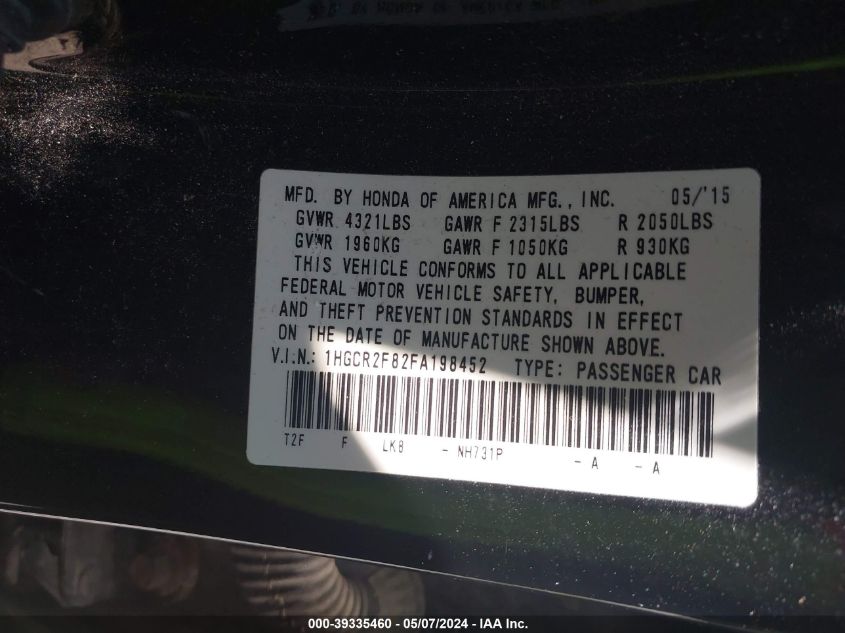 MFD. BY HONDA OF AMERICA MFG., INC. 05/'15
GVWR 4321LBS GAWR F 2315LBS R 2050LBS
GVWR 1960KG GAWR F 1050KG R 930KG
THIS VEHICLE CONFORMS TO ALL APPLICABLE
FEDERAL MOTOR VEHICLE SAFETY, BUMPER,
AND THEFT PREVENTION STANDARDS IN EFFECT
ON THE DATE OF MANUFACTURE SHOWN ABOVE.
V.I.N.: 1HGCR2F82FA198452 TYPE: PASSENGER CAR
T2F F LKB - NH731P - A - A
000-39335460 - 05/07/2024 - IAA Inc.